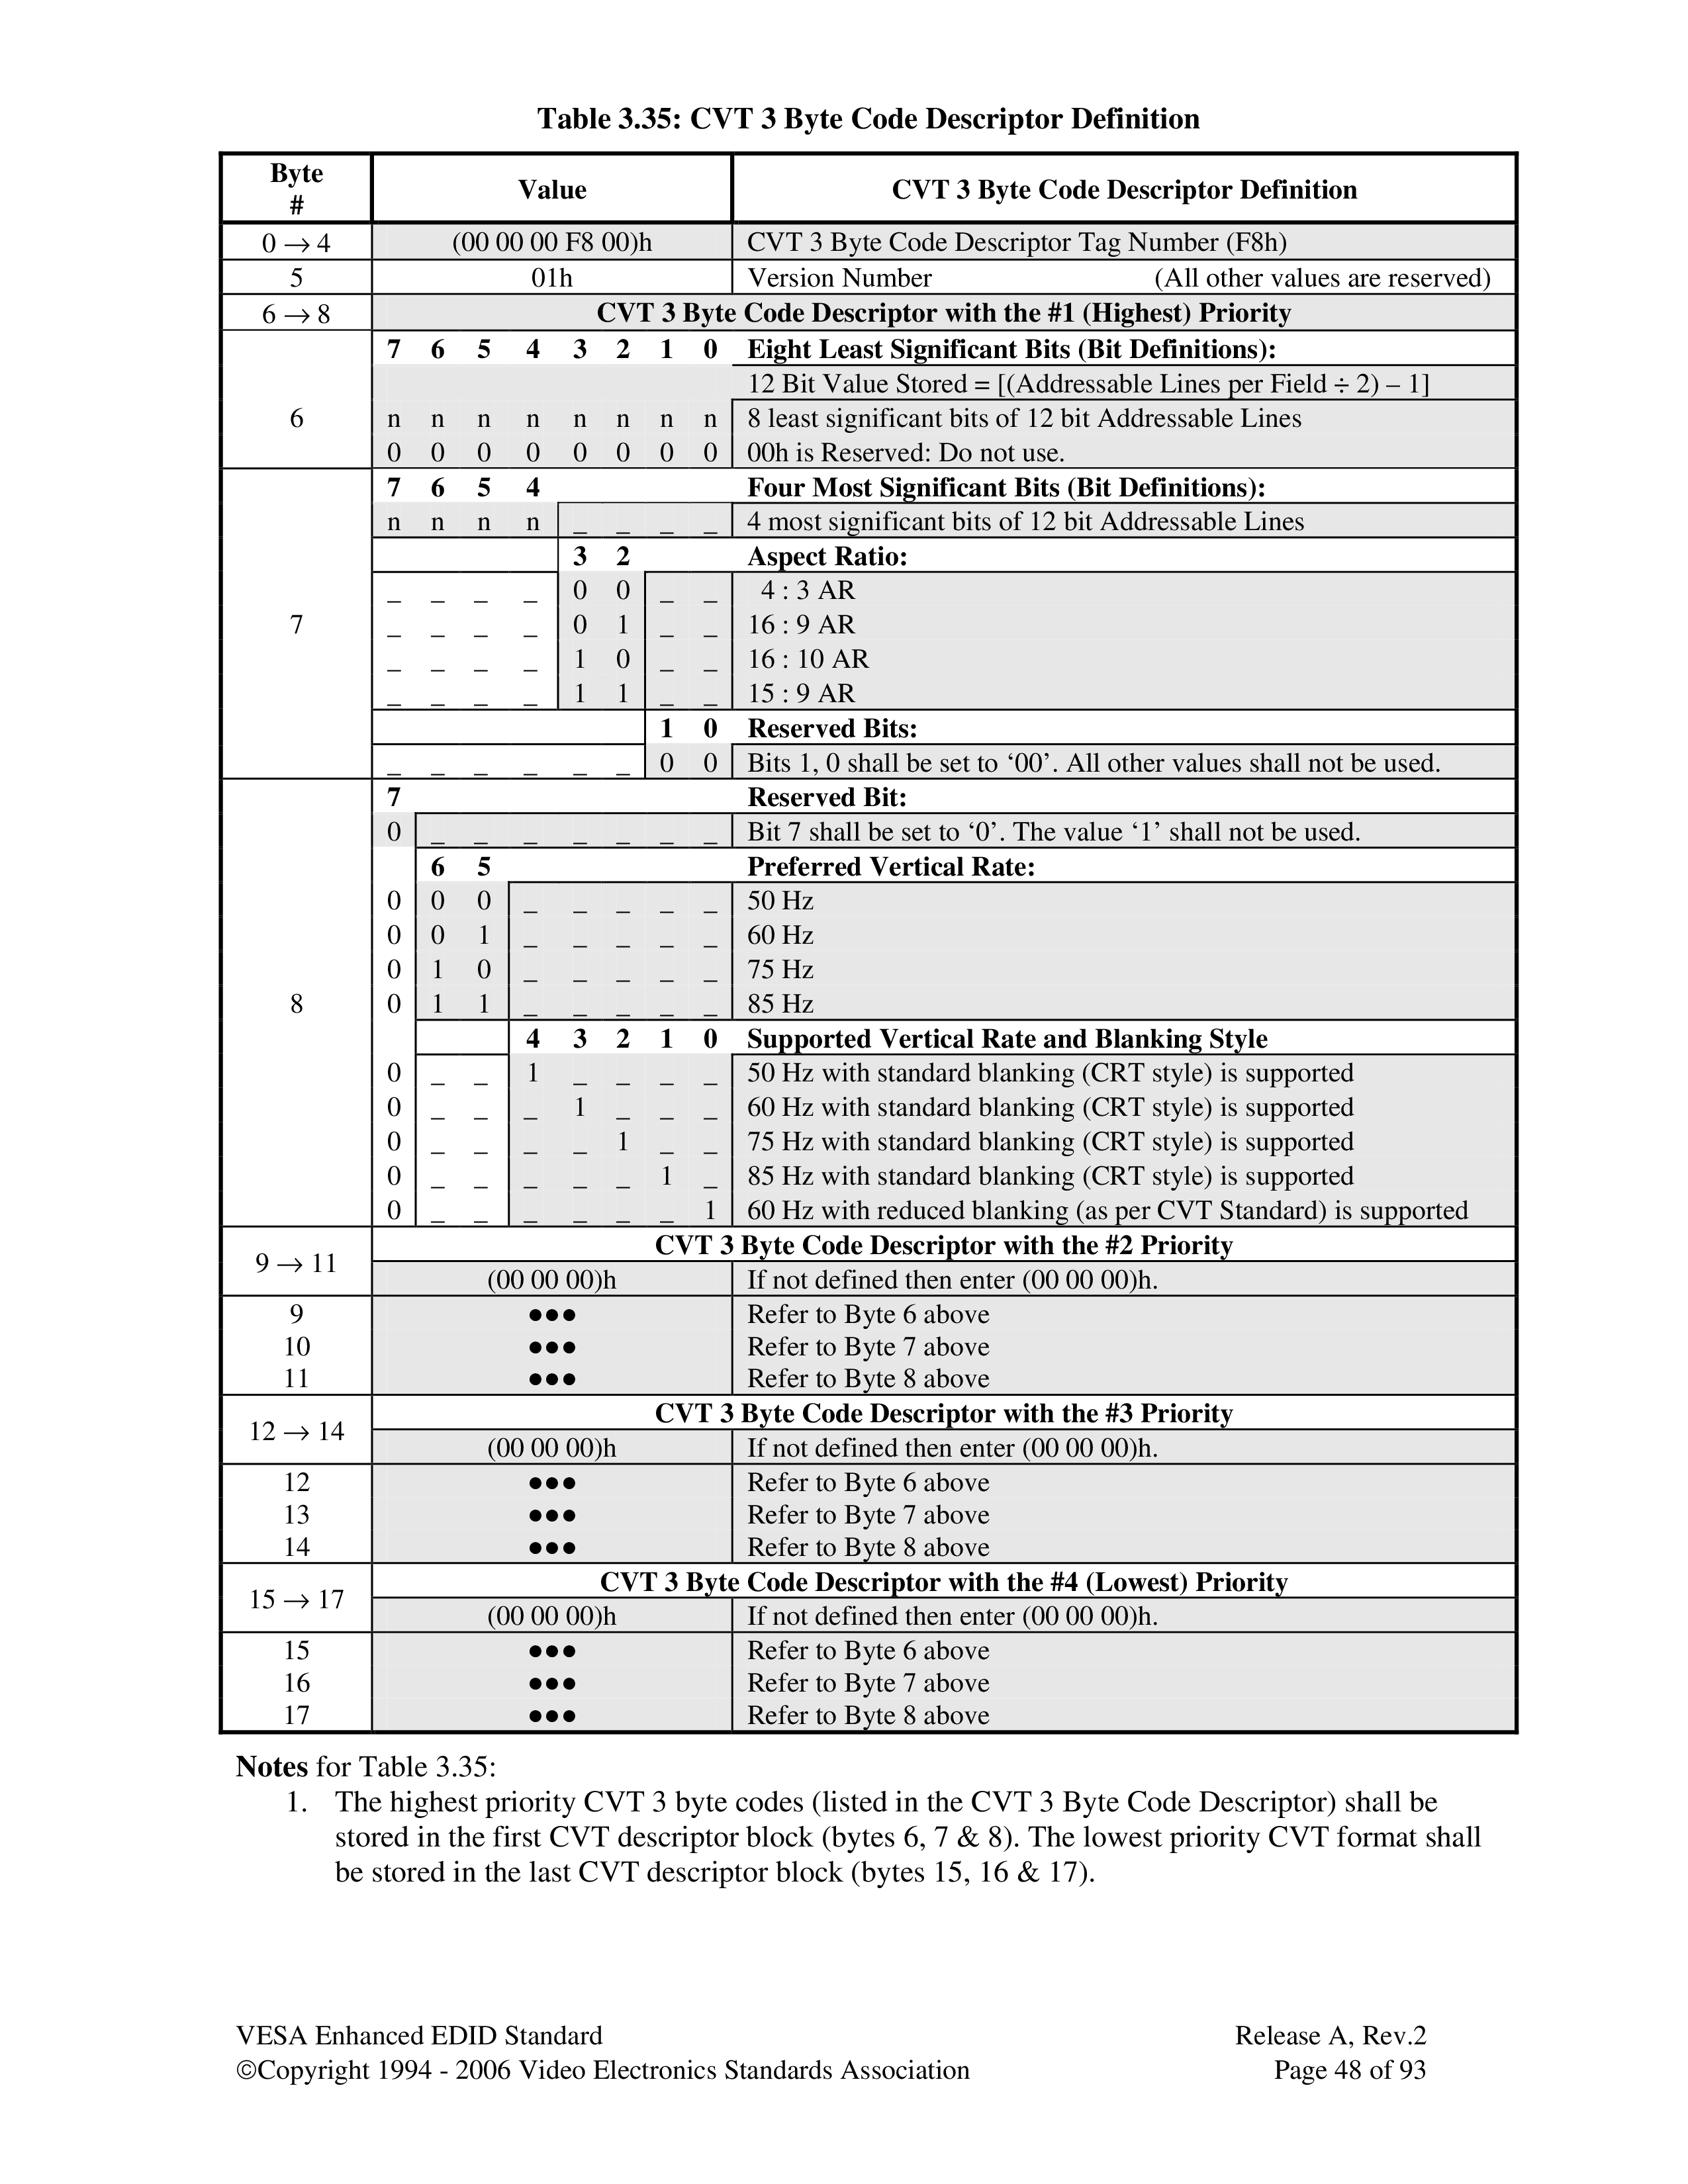 Table 3.35: CVT 3 Byte Code Descriptor Definition
Byte # Value CVT 3 Byte Code Descriptor Definition
0 → 4 (00 00 00 F8 00)h CVT 3 Byte Code Descriptor Tag Number (F8h)
5 01h Version Number (All other values are reserved)
6 → 8 CVT 3 Byte Code Descriptor with the #1 (Highest) Priority
7 6 5 4 3 2 1 0 Eight Least Significant Bits (Bit Definitions):
12 Bit Value Stored = [(Addressable Lines per Field ÷ 2) – 1]
6 n n n n n n n n 8 least significant bits of 12 bit Addressable Lines
0 0 0 0 0 0 0 0 00h is Reserved: Do not use.
7 6 5 4 Four Most Significant Bits (Bit Definitions):
n n n n _ _ _ _ 4 most significant bits of 12 bit Addressable Lines
3 2 Aspect Ratio:
_ _ _ _ 0 0 _ _ 4 : 3 AR
7 _ _ _ _ 0 1 _ _ 16 : 9 AR
_ _ _ _ 1 0 _ _ 16 : 10 AR
_ _ _ _ 1 1 _ _ 15 : 9 AR
1 0 Reserved Bits:
_ _ _ _ _ _ 0 0 Bits 1, 0 shall be set to ‘00’. All other values shall not be used.
7 Reserved Bit:
0 _ _ _ _ _ _ _ Bit 7 shall be set to ‘0’. The value ‘1’ shall not be used.
6 5 Preferred Vertical Rate:
0 0 0 _ _ _ _ _ 50 Hz
0 0 1 _ _ _ _ _ 60 Hz
0 1 0 _ _ _ _ _ 75 Hz
8 0 1 1 _ _ _ _ _ 85 Hz
4 3 2 1 0 Supported Vertical Rate and Blanking Style
0 _ _ 1 _ _ _ _ 50 Hz with standard blanking (CRT style) is supported
0 _ _ _ 1 _ _ _ 60 Hz with standard blanking (CRT style) is supported
0 _ _ _ _ 1 _ _ 75 Hz with standard blanking (CRT style) is supported
0 _ _ _ _ _ 1 _ 85 Hz with standard blanking (CRT style) is supported
0 _ _ _ _ _ _ 1 60 Hz with reduced blanking (as per CVT Standard) is supported
9 → 11 CVT 3 Byte Code Descriptor with the #2 Priority
(00 00 00)h If not defined then enter (00 00 00)h.
9 ●●● Refer to Byte 6 above
10 ●●● Refer to Byte 7 above
11 ●●● Refer to Byte 8 above
12 → 14 CVT 3 Byte Code Descriptor with the #3 Priority
(00 00 00)h If not defined then enter (00 00 00)h.
12 ●●● Refer to Byte 6 above
13 ●●● Refer to Byte 7 above
14 ●●● Refer to Byte 8 above
15 → 17 CVT 3 Byte Code Descriptor with the #4 (Lowest) Priority
(00 00 00)h If not defined then enter (00 00 00)h.
15 ●●● Refer to Byte 6 above
16 ●●● Refer to Byte 7 above
17 ●●● Refer to Byte 8 above
Notes for Table 3.35:
1. The highest priority CVT 3 byte codes (listed in the CVT 3 Byte Code Descriptor) shall be
stored in the first CVT descriptor block (bytes 6, 7 & 8). The lowest priority CVT format shall
be stored in the last CVT descriptor block (bytes 15, 16 & 17).
VESA Enhanced EDID Standard Release A, Rev.2
©Copyright 1994 - 2006 Video Electronics Standards Association Page 48 of 93